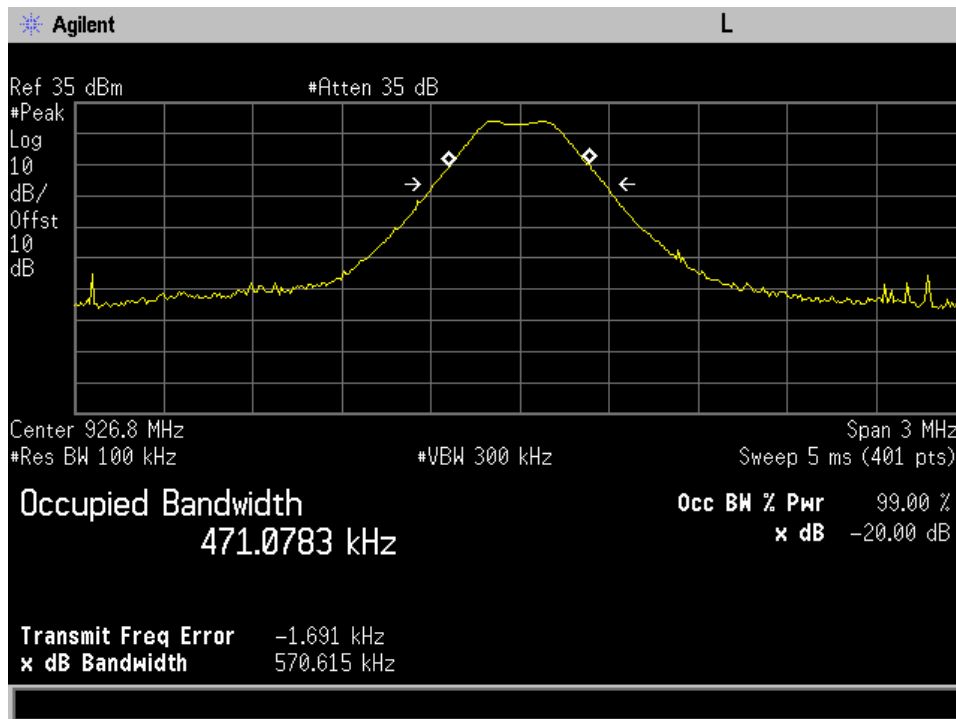 Agilent L
Ref 35 dBm #Atten 35 dB
#Peak
Log
10
dB/
Offst
10
dB
Center 926.8 MHz Span 3 MHz
#Res BW 100 kHz #VBW 300 kHz Sweep 5 ms (401 pts)
Occupied Bandwidth Occ BW % Pwr 99.00 %
471.0783 kHz x dB -20.00 dB
Transmit Freq Error -1.691 kHz
x dB Bandwidth 570.615 kHz